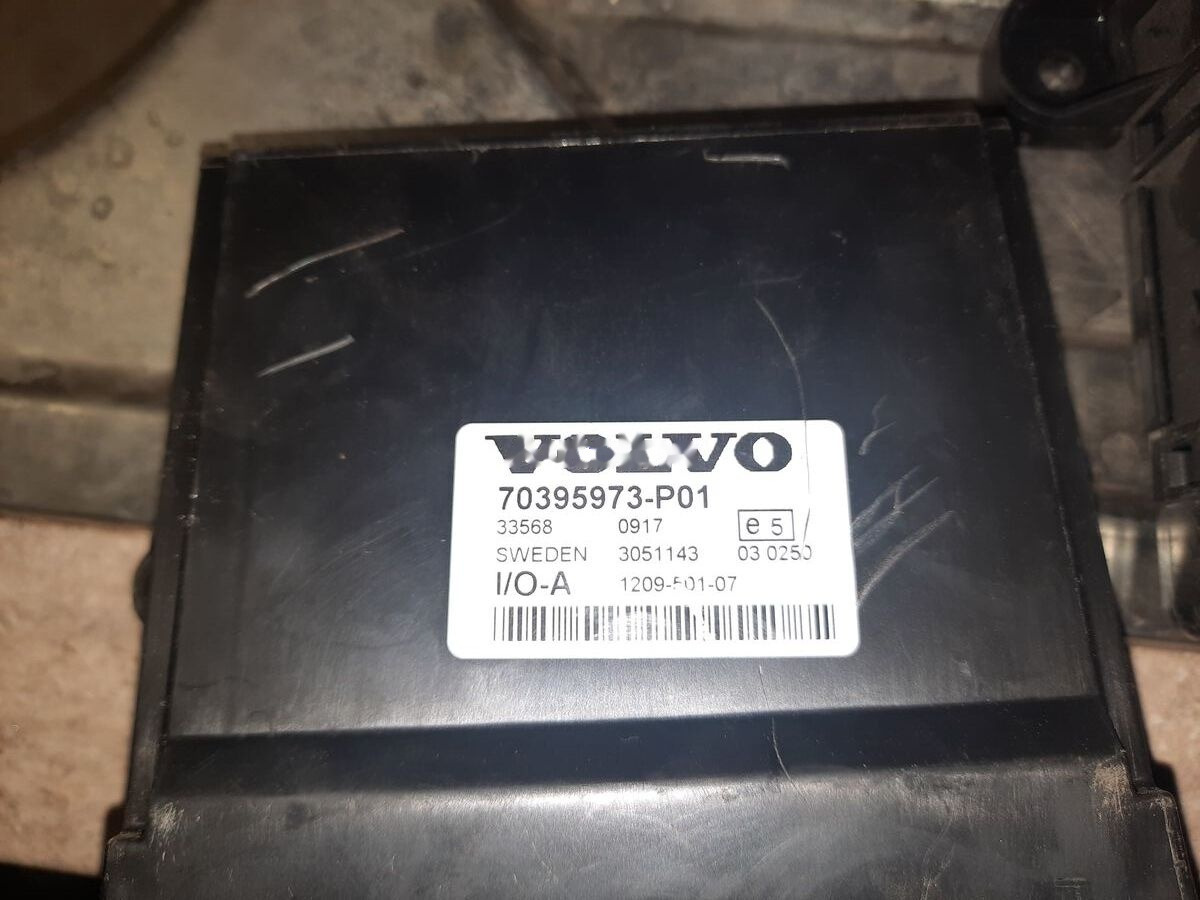 VOLVO
70395973-P01
33568 0917 e 5
SWEDEN 3051143 03 0250
I/O-A 1209-501-07